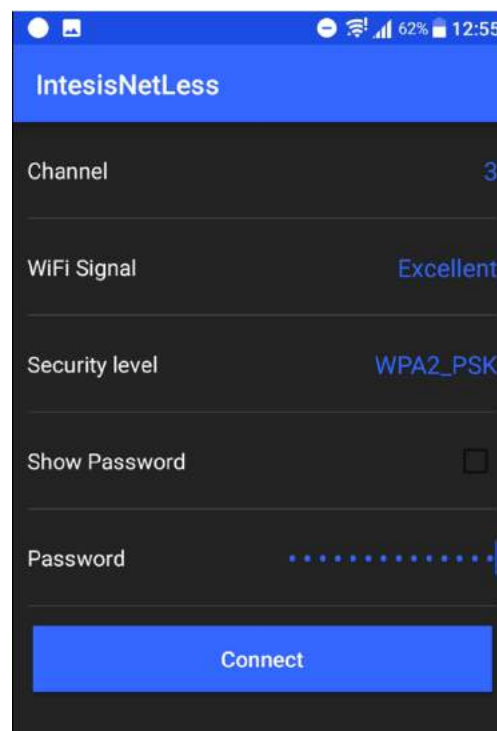 62% 12:55
IntesisNetLess
Channel 3
WiFi Signal Excellent
Security level WPA2_PSK
Show Password
Password ••••••••••••••
Connect